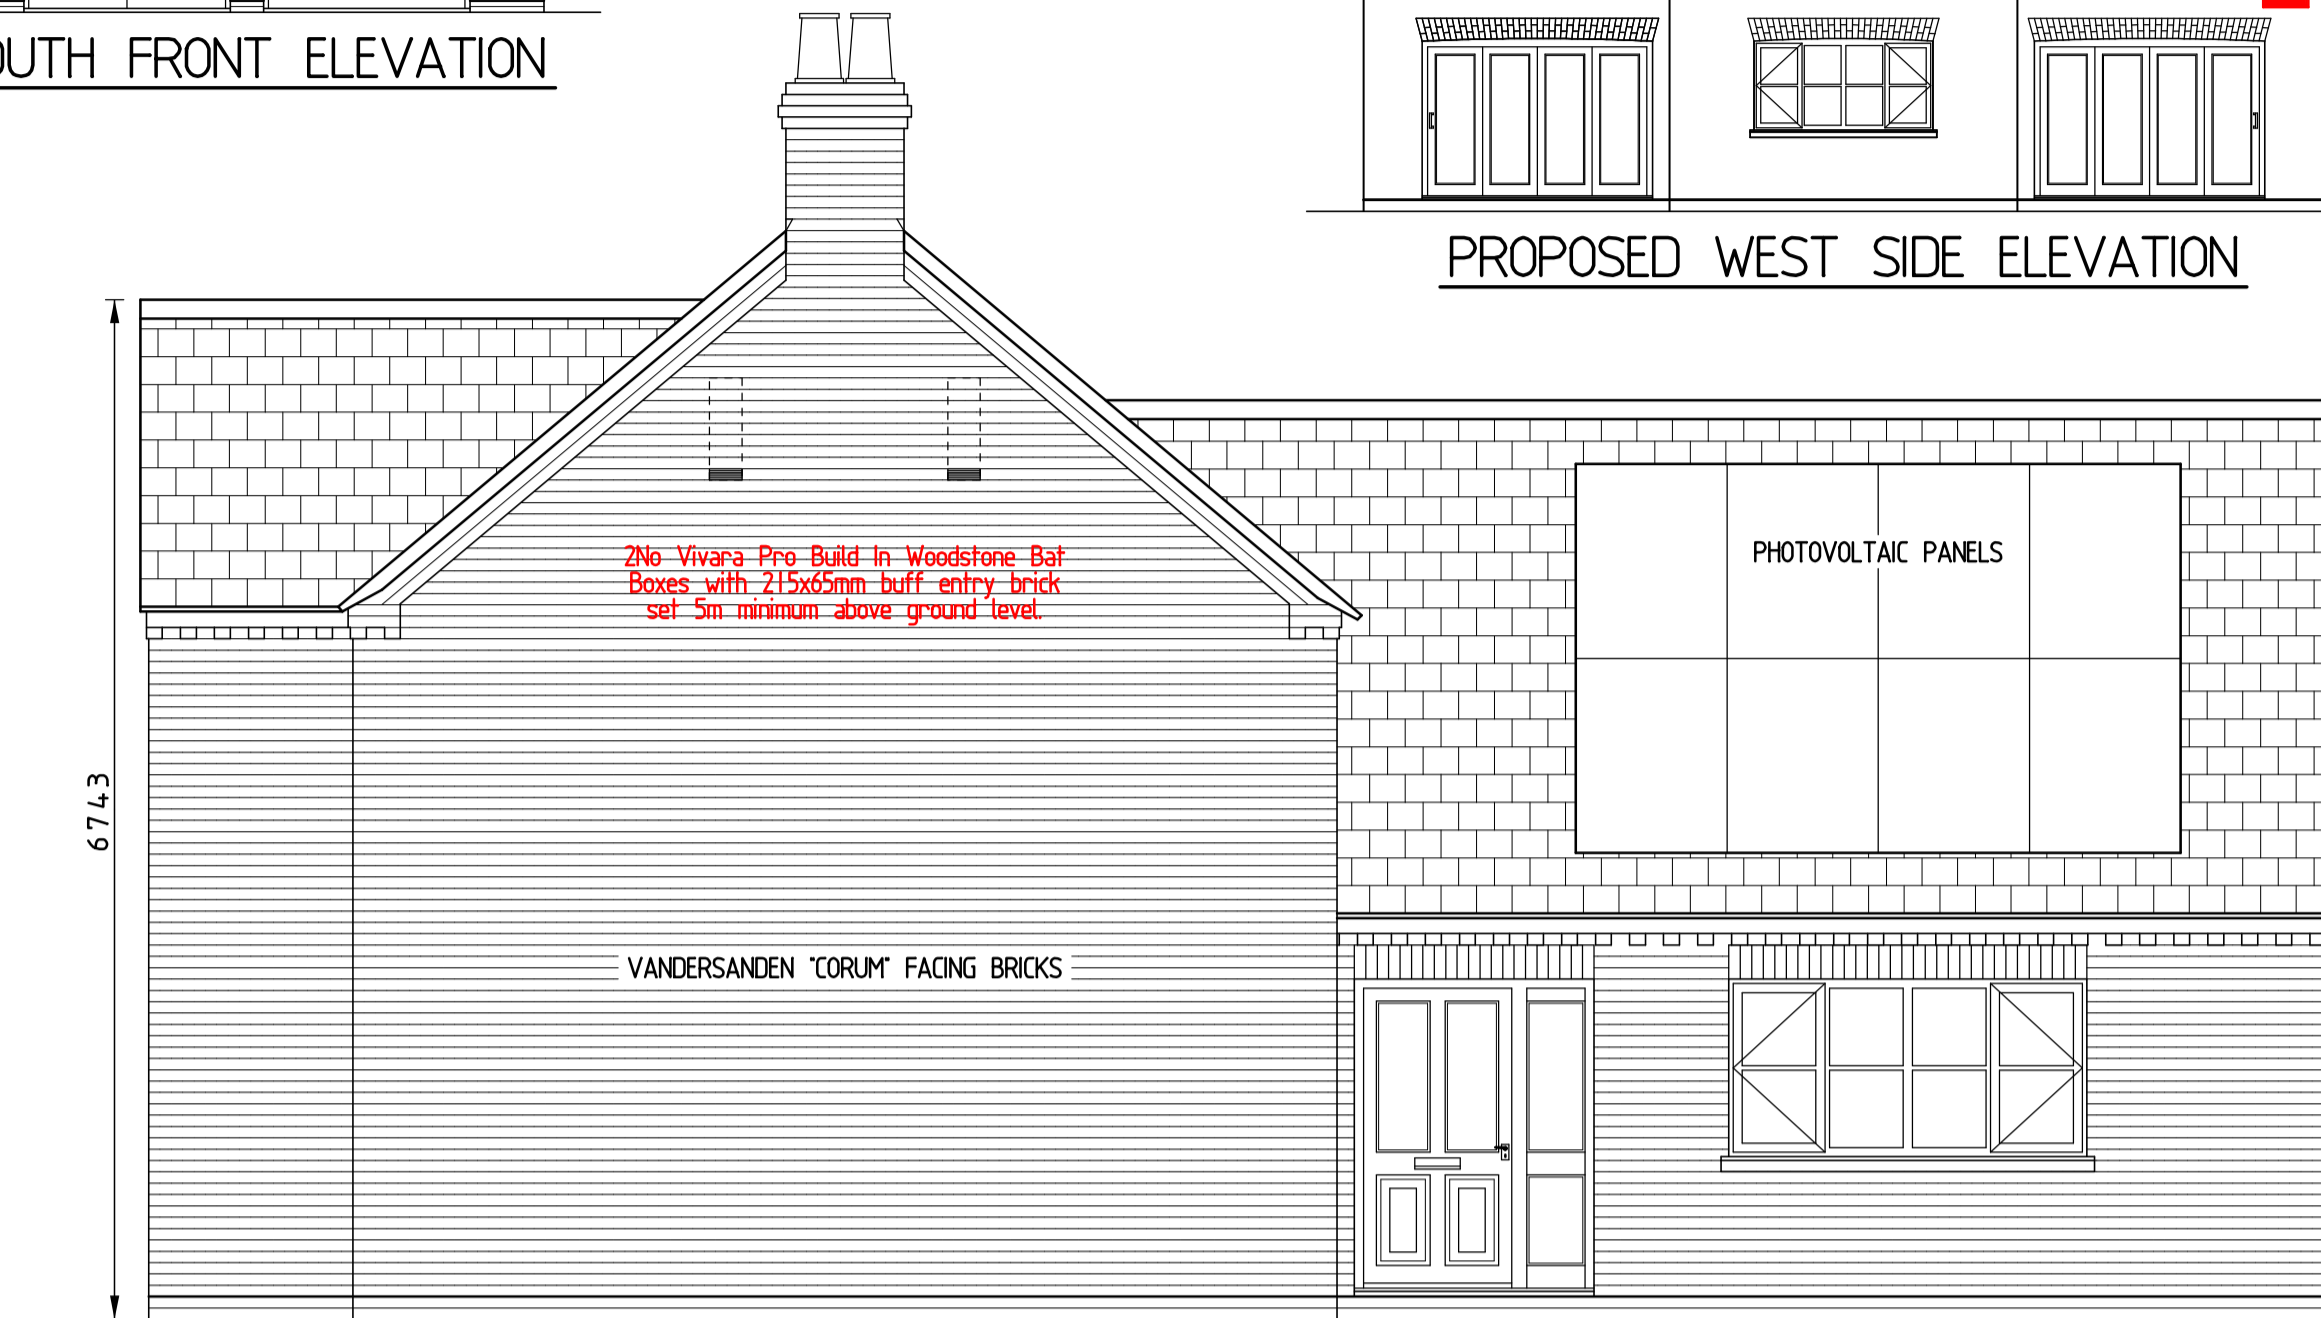 OUTH FRONT ELEVATION
PROPOSED WEST SIDE ELEVATION
2No Vivara Pro Build In Woodstone Bat
Boxes with 215x65mm buff entry brick
set 5m minimum above ground level.
PHOTOVOLTAIC PANELS
6743
VANDERSANDEN "CORUM" FACING BRICKS